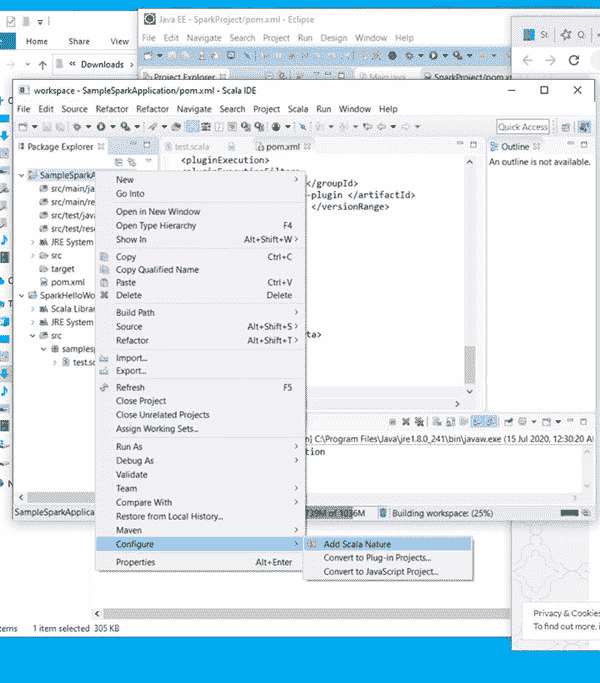 Java EE - SparkProject/pom.xml - Eclipse
File Edit Navigate Search Project Run Design Window Help
Home Share View
Downloads
Project Explorer
Main.java
SparkProject/pom.xml
workspace - SampleSparkApplication/pom.xml - Scala IDE
File Edit Source Refactor Refactor Navigate Search Project Scala Run Window Help
Quick Access
Package Explorer
test.scala
pom.xml
Outline
An outline is not available.
<pluginExecution>
</groupId>
-plugin </artifactId>
</versionRange>
SampleSparkA
src/main/ja
src/main/re
src/test/java
src/test/res
JRE System
src
target
pom.xml
SparkHelloWo
Scala Librar
JRE System
src
samplesp
test.sc
New
Go Into
Open in New Window
Open Type Hierarchy F4
Show In Alt+Shift+W
Copy Ctrl+C
Copy Qualified Name
Paste Ctrl+V
Delete Delete
Build Path
Source Alt+Shift+S
Refactor Alt+Shift+T
Import...
Export...
Refresh F5
Close Project
Close Unrelated Projects
Assign Working Sets...
Run As
Debug As
Validate
Team
Compare With
Restore from Local History...
Maven
Configure
Properties Alt+Enter
Add Scala Nature
Convert to Plug-in Projects...
Convert to JavaScript Project...
ta>
n] C:\Program Files\Java\jre1.8.0_241\bin\javaw.exe (15 Jul 2020, 12:30:20 A
tion
SampleSparkApplication
739M of 1036M
Building workspace: (25%)
Privacy & Cookies
To find out more, i
tems 1 item selected 305 KB